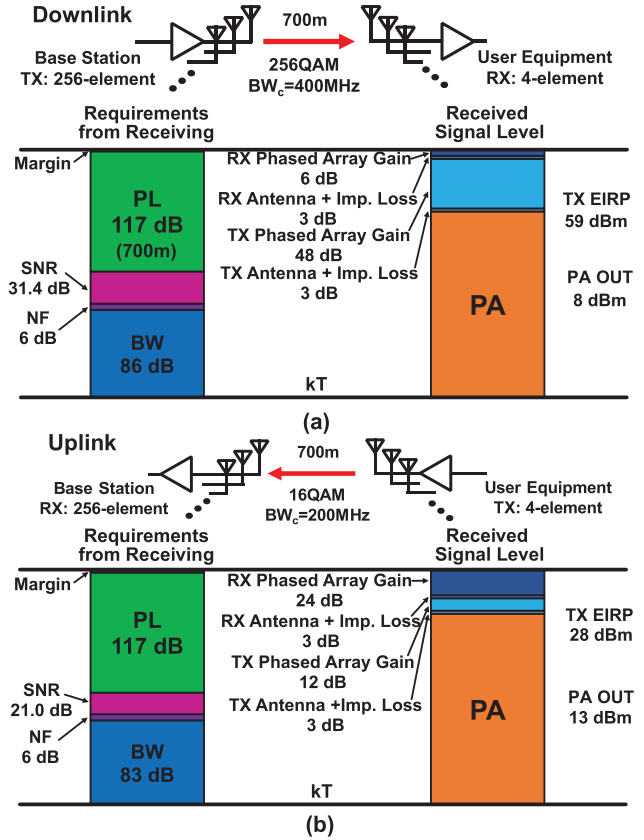 Downlink
700m
Base Station
TX: 256-element
256QAM
BWc=400MHz
User Equipment
RX: 4-element
Requirements
from Receiving
Received
Signal Level
Margin
PL
117 dB
(700m)
SNR
31.4 dB
NF
6 dB
BW
86 dB
RX Phased Array Gain
6 dB
RX Antenna + Imp. Loss
3 dB
TX Phased Array Gain
48 dB
TX Antenna + Imp. Loss
3 dB
PA
TX EIRP
59 dBm
PA OUT
8 dBm
kT
(a)
Uplink
700m
Base Station
RX: 256-element
16QAM
BWc=200MHz
User Equipment
TX: 4-element
Requirements
from Receiving
Received
Signal Level
Margin
PL
117 dB
SNR
21.0 dB
NF
6 dB
BW
83 dB
RX Phased Array Gain
24 dB
RX Antenna + Imp. Loss
3 dB
TX Phased Array Gain
12 dB
TX Antenna +Imp. Loss
3 dB
PA
TX EIRP
28 dBm
PA OUT
13 dBm
kT
(b)